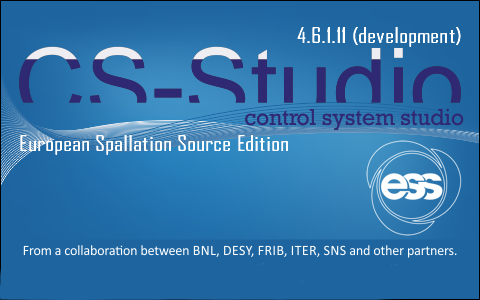 4.6.1.11 (development)
CS-Studio
control system studio
European Spallation Source Edition
ess
From a collaboration between BNL, DESY, FRIB, ITER, SNS and other partners.